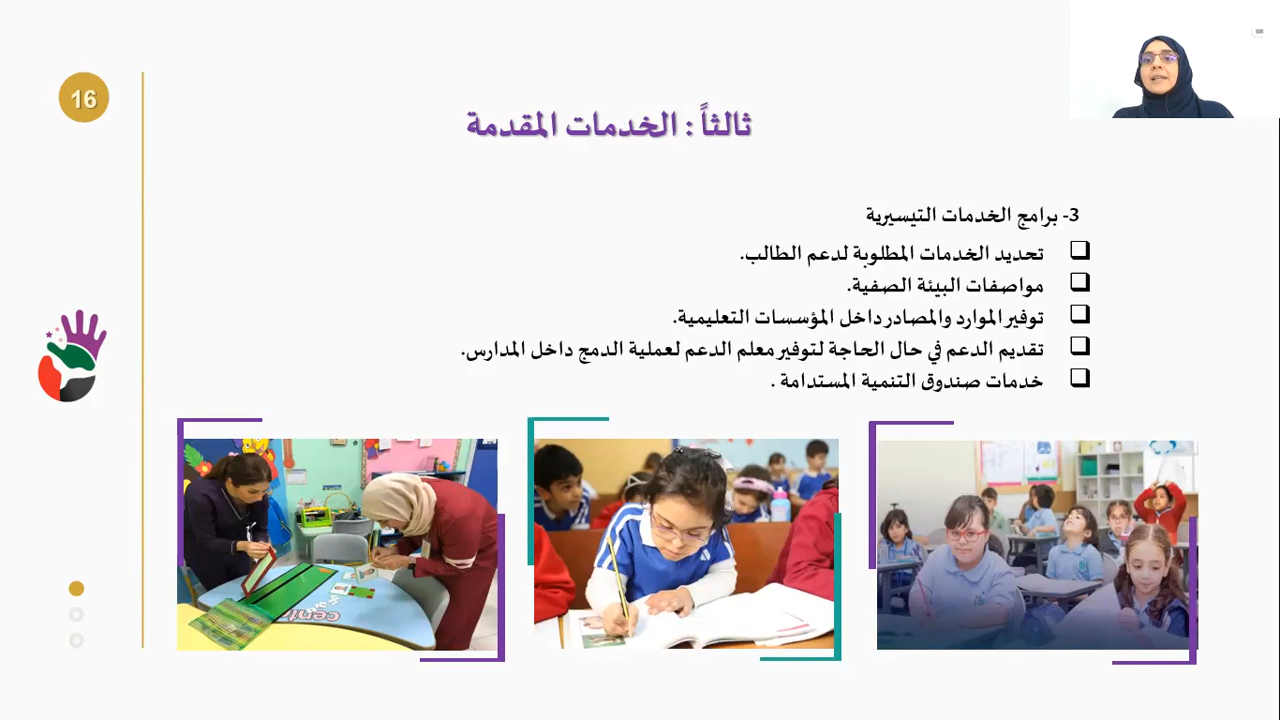 16
ثالثاً : الخدمات المقدمة
3- برامج الخدمات التيسيرية
تحديد الخدمات المطلوبة لدعم الطالب.
مواصفات البيئة الصفية.
توفير الموارد والمصادر داخل المؤسسات التعليمية.
تقديم الدعم في حال الحاجة لتوفير معلم الدعم لعملية الدمج داخل المدارس.
خدمات صندوق التنمية المستدامة .